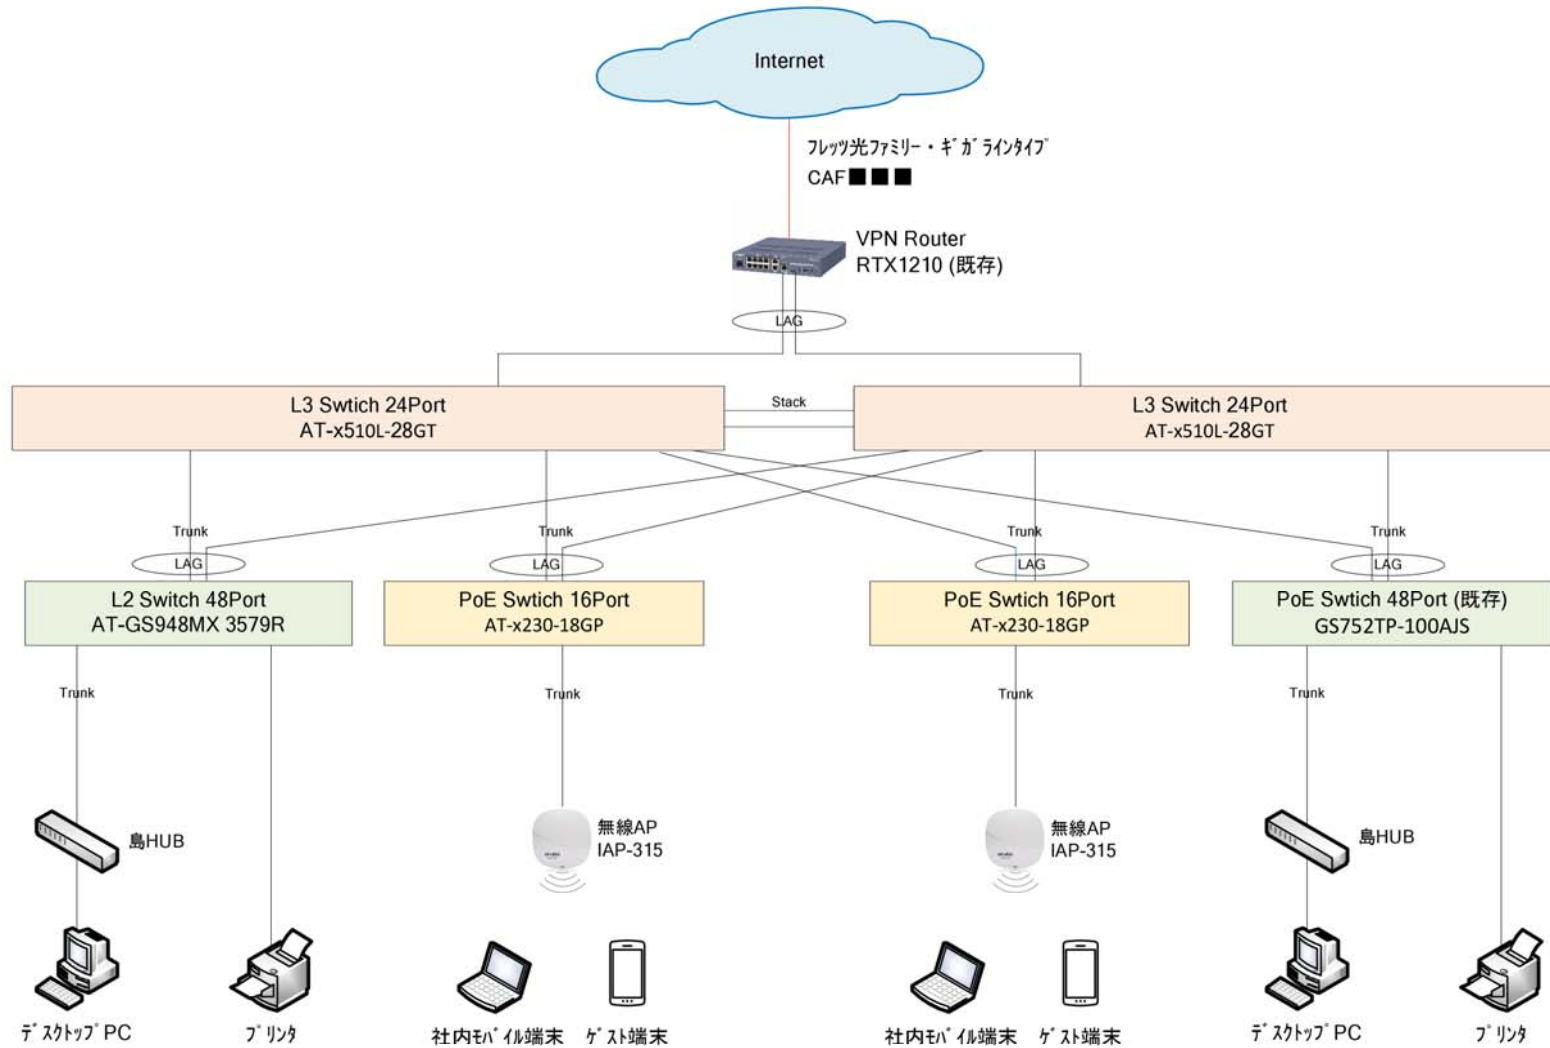 Internet
ﾌﾚｯﾂ光ﾌｧﾐﾘｰ・ｷﾞｶﾞﾗｲﾝﾀｲﾌﾟ
CAF■■■
VPN Router
RTX1210 (既存)
LAG
L3 Swtich 24Port
AT-x510L-28GT
Stack
L3 Switch 24Port
AT-x510L-28GT
Trunk
Trunk
Trunk
Trunk
LAG
LAG
LAG
LAG
L2 Switch 48Port
AT-GS948MX 3579R
PoE Swtich 16Port
AT-x230-18GP
PoE Swtich 16Port
AT-x230-18GP
PoE Swtich 48Port (既存)
GS752TP-100AJS
Trunk
Trunk
Trunk
Trunk
島HUB
無線AP
IAP-315
無線AP
IAP-315
島HUB
ﾃﾞｽｸﾄｯﾌﾟPC
ﾌﾟﾘﾝﾀ
社内ﾓﾊﾞｲﾙ端末
ｹﾞｽﾄ端末
社内ﾓﾊﾞｲﾙ端末
ｹﾞｽﾄ端末
ﾃﾞｽｸﾄｯﾌﾟPC
ﾌﾟﾘﾝﾀ